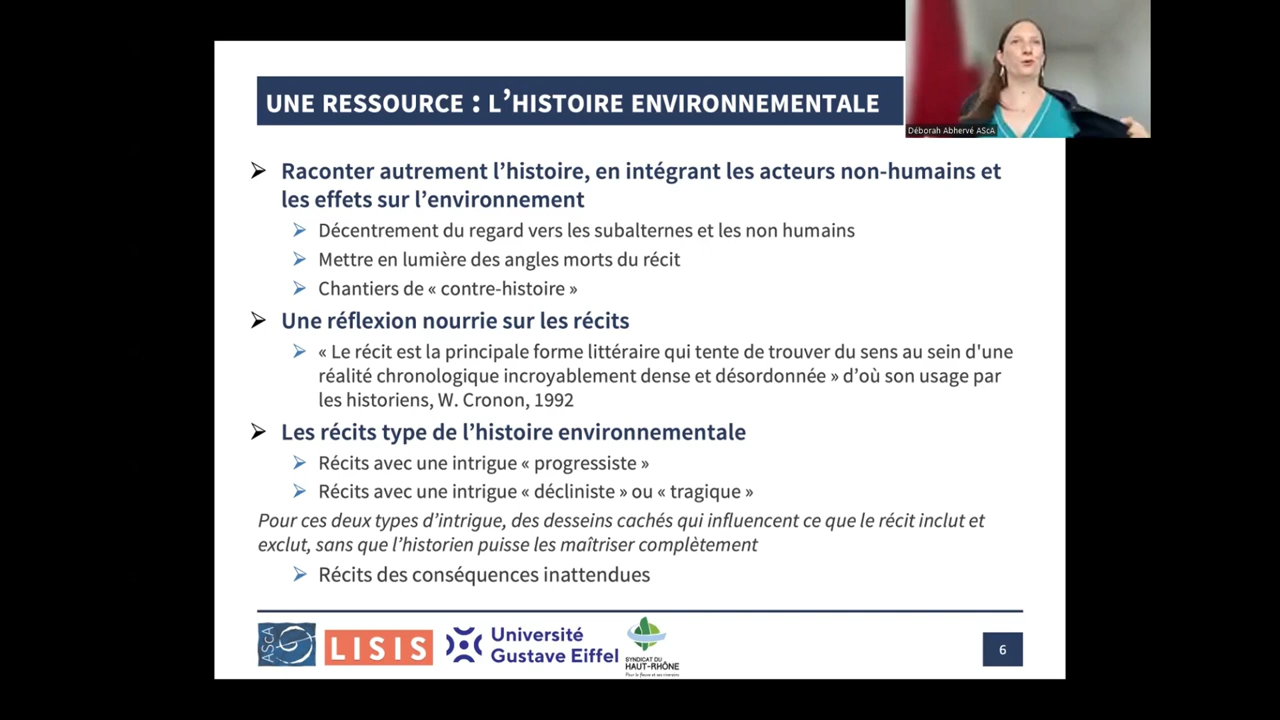 UNE RESSOURCE : L'HISTOIRE ENVIRONNEMENTALE
Déborah Abhervé AScA
Raconter autrement l'histoire, en intégrant les acteurs non-humains et
les effets sur l'environnement
Décentrement du regard vers les subalternes et les non humains
Mettre en lumière des angles morts du récit
Chantiers de « contre-histoire »
Une réflexion nourrie sur les récits
« Le récit est la principale forme littéraire qui tente de trouver du sens au sein d'une
réalité chronologique incroyablement dense et désordonnée » d'où son usage par
les historiens, W. Cronon, 1992
Les récits type de l'histoire environnementale
Récits avec une intrigue « progressiste »
Récits avec une intrigue « décliniste » ou « tragique »
Pour ces deux types d'intrigue, des desseins cachés qui influencent ce que le récit inclut et
exclut, sans que l'historien puisse les maîtriser complètement
Récits des conséquences inattendues
AScA
LISIS
Université
Gustave Eiffel
SYNDICAT DU
HAUT-RHÔNE
Pour le fleuve et ses riverains
6